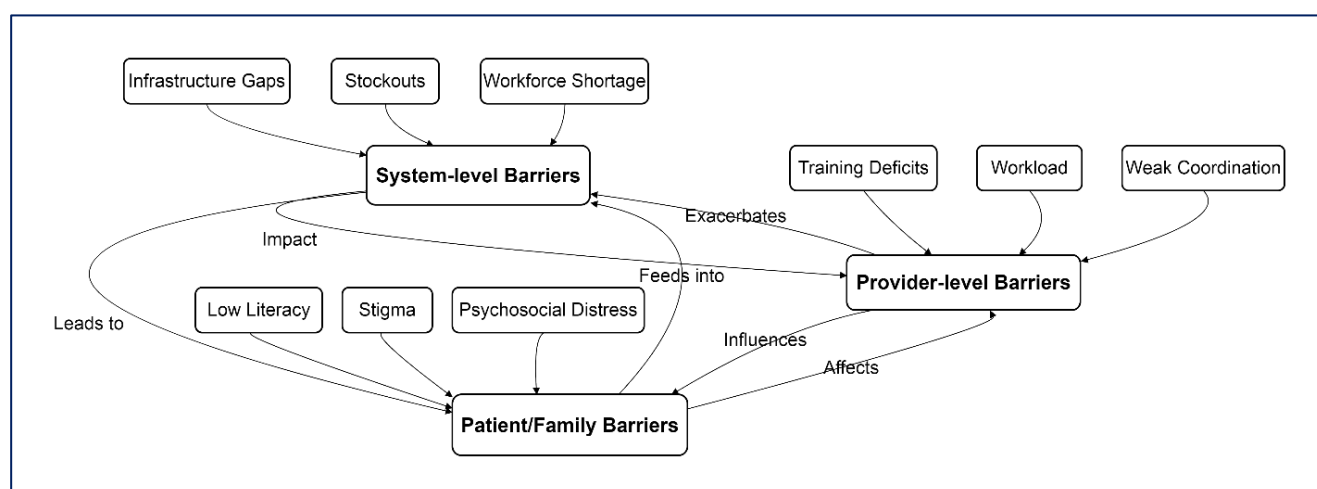 Infrastructure Gaps
Stockouts
Workforce Shortage
System-level Barriers
Training Deficits
Workload
Weak Coordination
Exacerbates
Impact
Feeds into
Provider-level Barriers
Leads to
Low Literacy
Stigma
Psychosocial Distress
Influences
Affects
Patient/Family Barriers